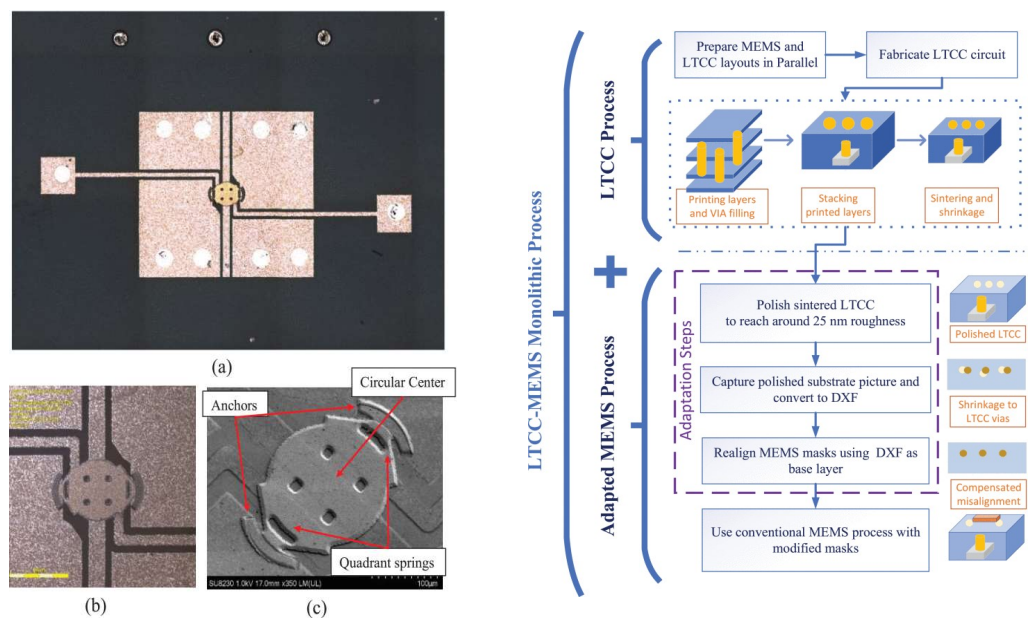 (a)
(b)
(c)
Anchors
Circular Center
Quadrant springs
SU8230 1.0kV 17.0mm x350 LM(UL)
100µm
LTCC-MEMS Monolithic Process
LTCC Process
Prepare MEMS and
LTCC layouts in Parallel
Fabricate LTCC circuit
Printing layers
and VIA filling
Stacking
printed layers
Sintering and
shrinkage
+
Adapted MEMS Process
Adaptation Steps
Polish sintered LTCC
to reach around 25 nm roughness
Polished LTCC
Capture polished substrate picture and
convert to DXF
Shrinkage to
LTCC vias
Realign MEMS masks using DXF as
base layer
Compensated
misalignment
Use conventional MEMS process with
modified masks